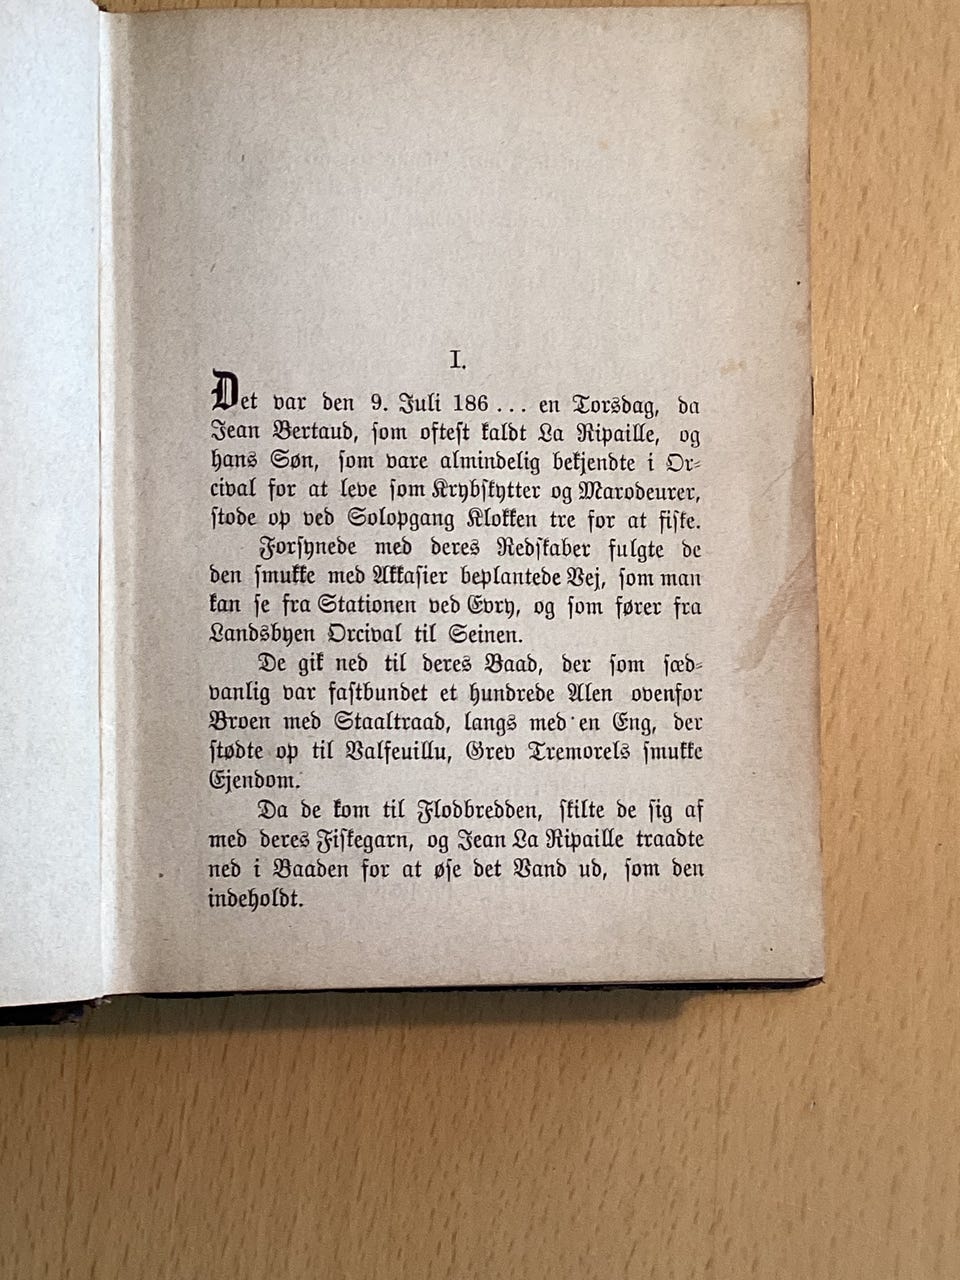 I.
Det var den 9. Juli 186 ... en Torsdag, da
Jean Bertaud, som oftest kaldt La Ripaille, og
hans Søn, som vare almindelig bekjendte i Or-
cival for at leve som Krybskytter og Marodeurer,
stode op ved Solopgang Klokken tre for at fiske.
Forsynede med deres Redskaber fulgte de
den smukke med Akkasier beplantede Vej, som man
kan se fra Stationen ved Evry, og som fører fra
Landsbyen Orcival til Seinen.
De gik ned til deres Baad, der som sæd-
vanlig var fastbundet et hundrede Alen ovenfor
Broen med Staaltraad, langs med en Eng, der
stødte op til Valfeuillu, Grev Tremorels smukke
Ejendom.
Da de kom til Flodbredden, skilte de sig af
med deres Fiskegarn, og Jean La Ripaille traadte
ned i Baaden for at øse det Vand ud, som den
indeholdt.